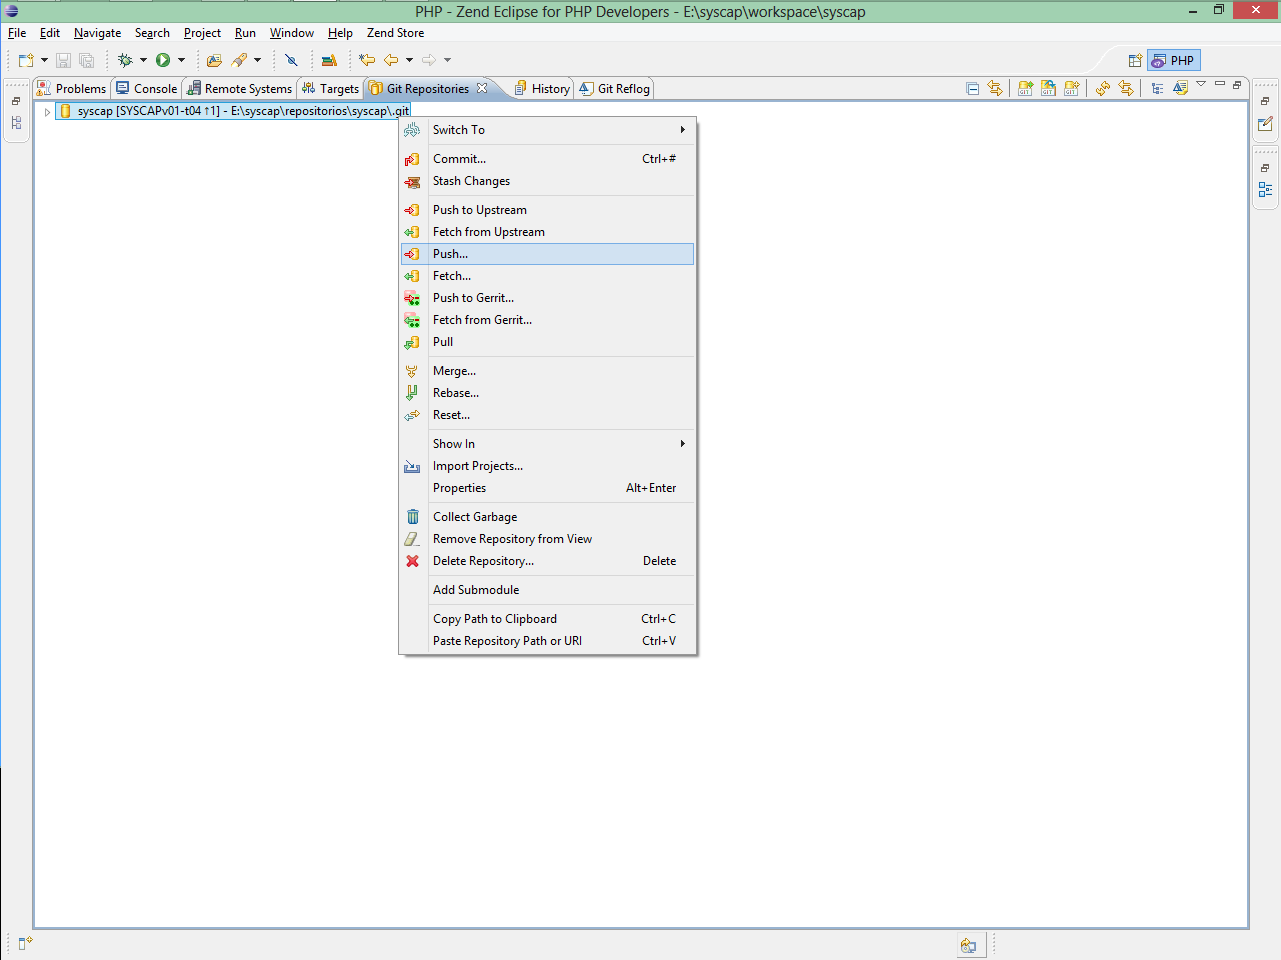 PHP - Zend Eclipse for PHP Developers - E:\syscap\workspace\syscap
File Edit Navigate Search Project Run Window Help Zend Store
PHP
Problems Console Remote Systems Targets Git Repositories History Git Reflog
syscap [SYSCAPv01-t04 ↑1] - E:\syscap\repositorios\syscap\.git
Switch To
Commit... Ctrl+#
Stash Changes
Push to Upstream
Fetch from Upstream
Push...
Fetch...
Push to Gerrit...
Fetch from Gerrit...
Pull
Merge...
Rebase...
Reset...
Show In
Import Projects...
Properties Alt+Enter
Collect Garbage
Remove Repository from View
Delete Repository... Delete
Add Submodule
Copy Path to Clipboard Ctrl+C
Paste Repository Path or URI Ctrl+V